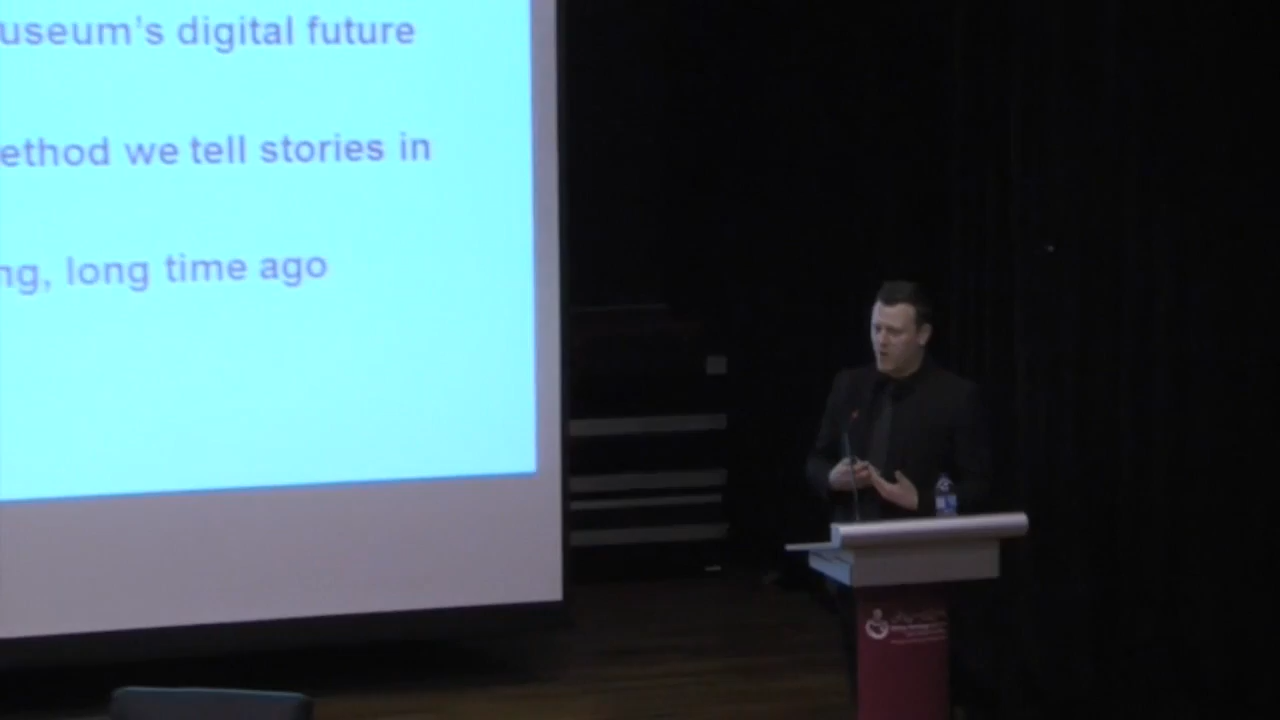 useum's digital future
ethod we tell stories in
ng, long time ago